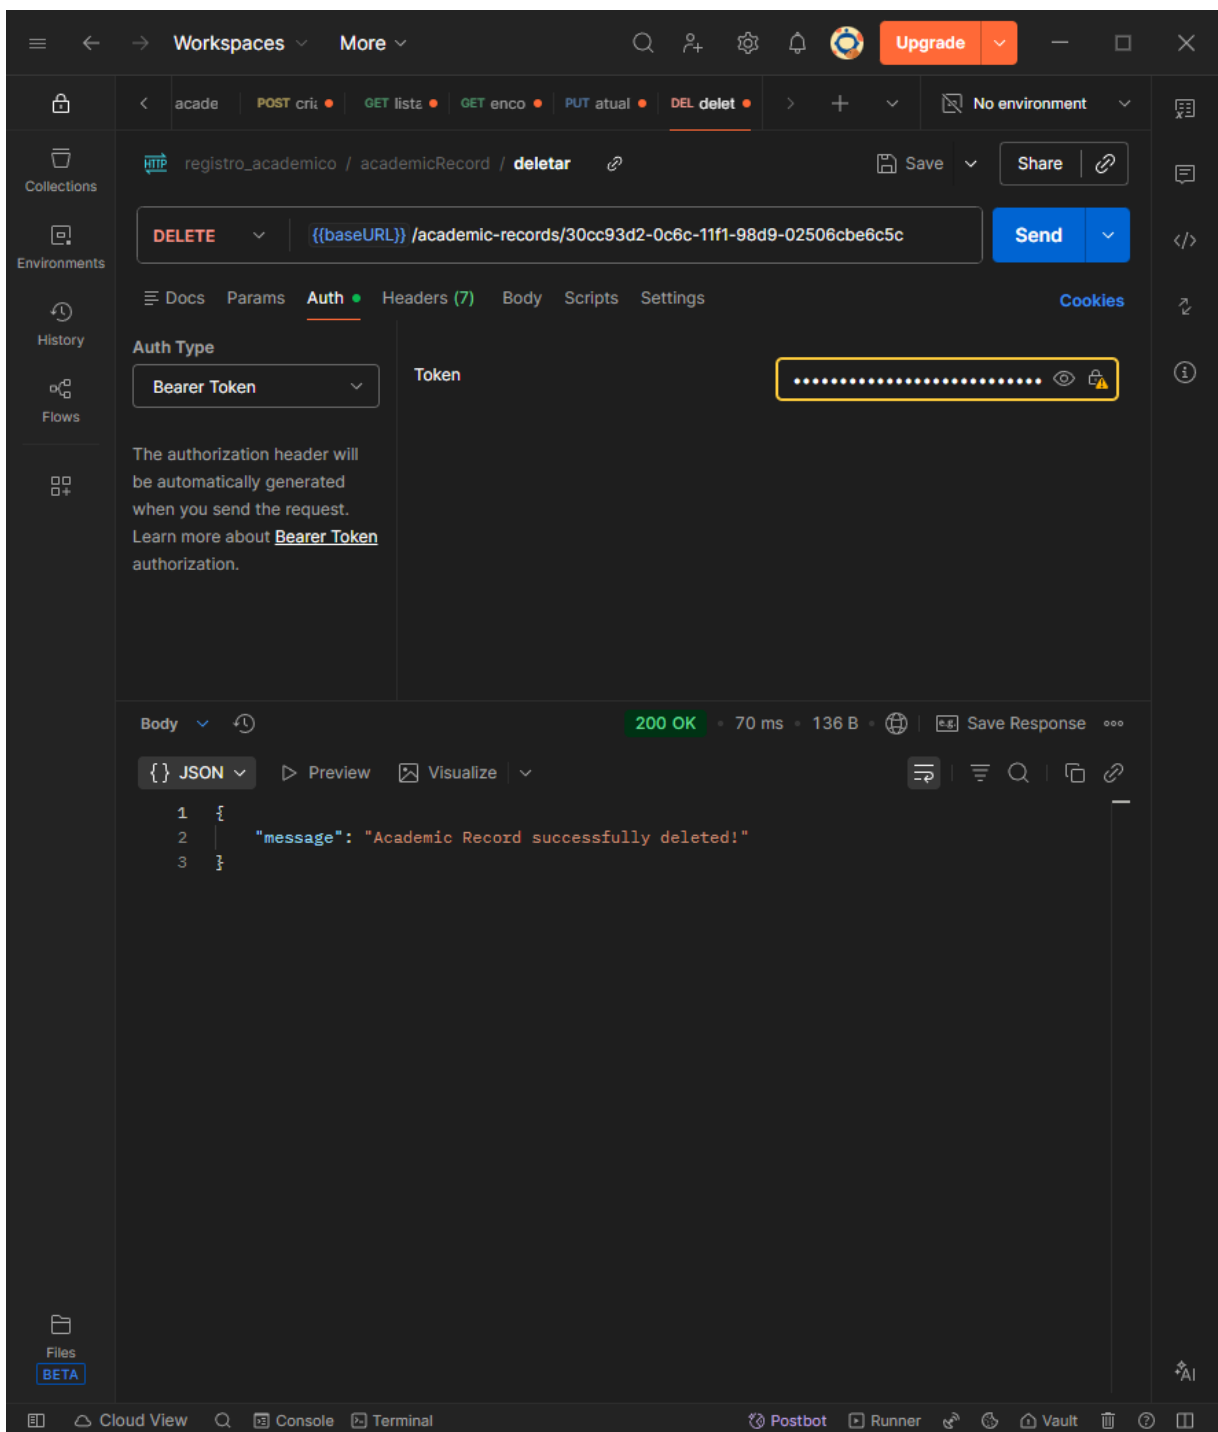 Workspaces More Upgrade
acade POST cria GET lista GET enco PUT atual DEL delet No environment
HTTP registro_academico / academicRecord / deletar Save Share
Collections
DELETE {{baseURL}} /academic-records/30cc93d2-0c6c-11f1-98d9-02506cbe6c5c Send
Environments
Docs Params Auth Headers (7) Body Scripts Settings Cookies
History
Auth Type
Bearer Token
Token
Flows
The authorization header will
be automatically generated
when you send the request.
Learn more about Bearer Token
authorization.
Body 200 OK 70 ms 136 B e.g. Save Response
{} JSON Preview Visualize
1 {
2 "message": "Academic Record successfully deleted!"
3 }
Files
BETA
AI
Cloud View Console Terminal Postbot Runner Vault